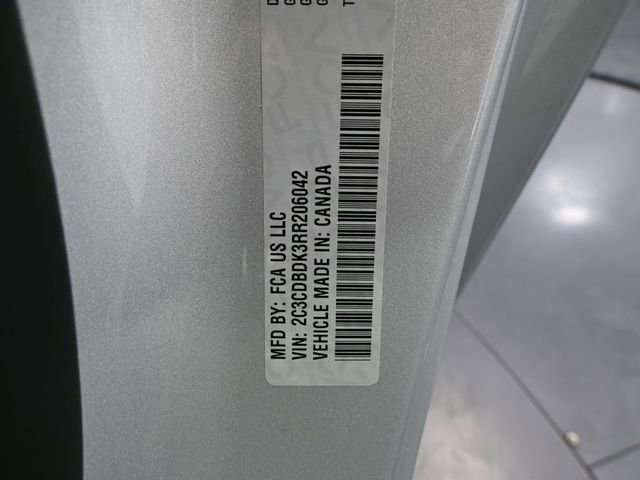 MFD BY: FCA US LLC
VIN: 2C3CDBDK3RR206042
VEHICLE MADE IN: CANADA